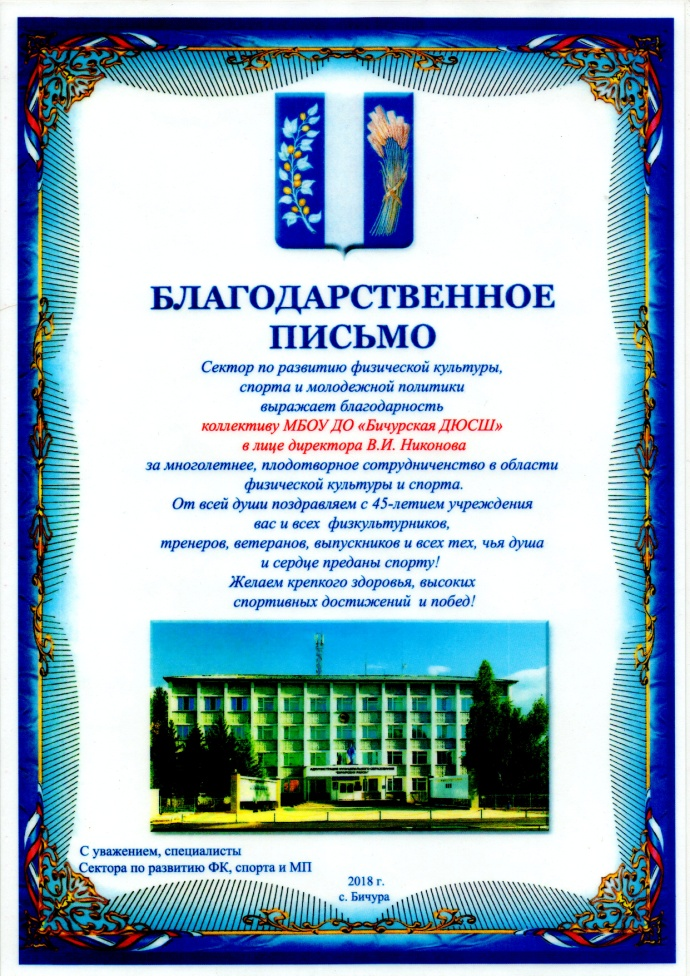 БЛАГОДАРСТВЕННОЕ
ПИСЬМО
Сектор по развитию физической культуры,
спорта и молодежной политики
выражает благодарность
коллективу МБОУ ДО «Бичурская ДЮСШ»
в лице директора В.И. Никонова
за многолетнее, плодотворное сотрудничество в области
физической культуры и спорта.
От всей души поздравляем с 45-летием учреждения
вас и всех физкультурников,
тренеров, ветеранов, выпускников и всех тех, чья душа
и сердце преданы спорту!
Желаем крепкого здоровья, высоких
спортивных достижений и побед!
С уважением, специалисты
Сектора по развитию ФК, спорта и МП
2018 г.
с. Бичура